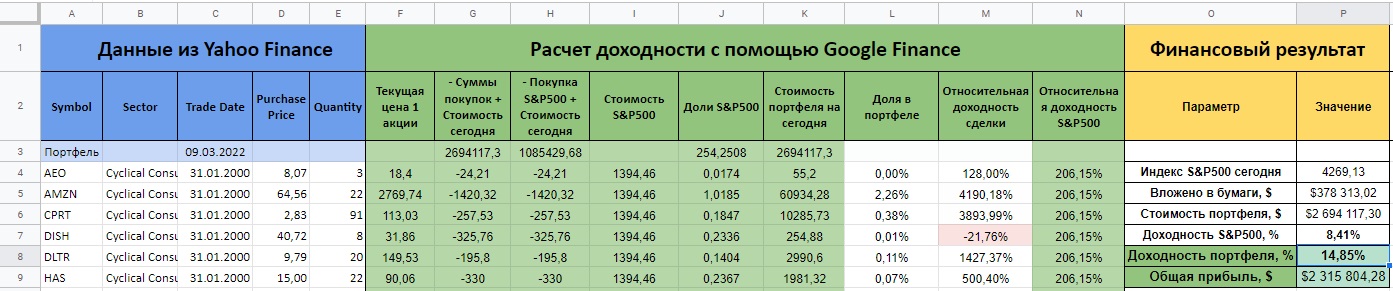 A B C D E F G H I J K L M N O P
1 Данные из Yahoo Finance Расчет доходности с помощью Google Finance Финансовый результат
2 Symbol Sector Trade Date Purchase Price Quantity Текущая цена 1 акции - Суммы покупок + Стоимость сегодня - Покупка S&P500 + Стоимость сегодня Стоимость S&P500 Доли S&P500 Стоимость портфеля на сегодня Доля в портфеле Относительная доходность сделки Относительна я доходность S&P500 Параметр Значение
3 Портфель 09.03.2022 2694117,3 1085429,68 254,2508 2694117,3
4 AEO Cyclical Consu 31.01.2000 8,07 3 18,4 -24,21 -24,21 1394,46 0,0174 55,2 0,00% 128,00% 206,15% Индекс S&P500 сегодня 4269,13
5 AMZN Cyclical Consu 31.01.2000 64,56 22 2769,74 -1420,32 -1420,32 1394,46 1,0185 60934,28 2,26% 4190,18% 206,15% Вложено в бумаги, $ $378 313,02
6 CPRT Cyclical Consu 31.01.2000 2,83 91 113,03 -257,53 -257,53 1394,46 0,1847 10285,73 0,38% 3893,99% 206,15% Стоимость портфеля, $ $2 694 117,30
7 DISH Cyclical Consu 31.01.2000 40,72 8 31,86 -325,76 -325,76 1394,46 0,2336 254,88 0,01% -21,76% 206,15% Доходность S&P500, % 8,41%
8 DLTR Cyclical Consu 31.01.2000 9,79 20 149,53 -195,8 -195,8 1394,46 0,1404 2990,6 0,11% 1427,37% 206,15% Доходность портфеля, % 14,85%
9 HAS Cyclical Consu 31.01.2000 15,00 22 90,06 -330 -330 1394,46 0,2367 1981,32 0,07% 500,40% 206,15% Общая прибыль, $ $2 315 804,28